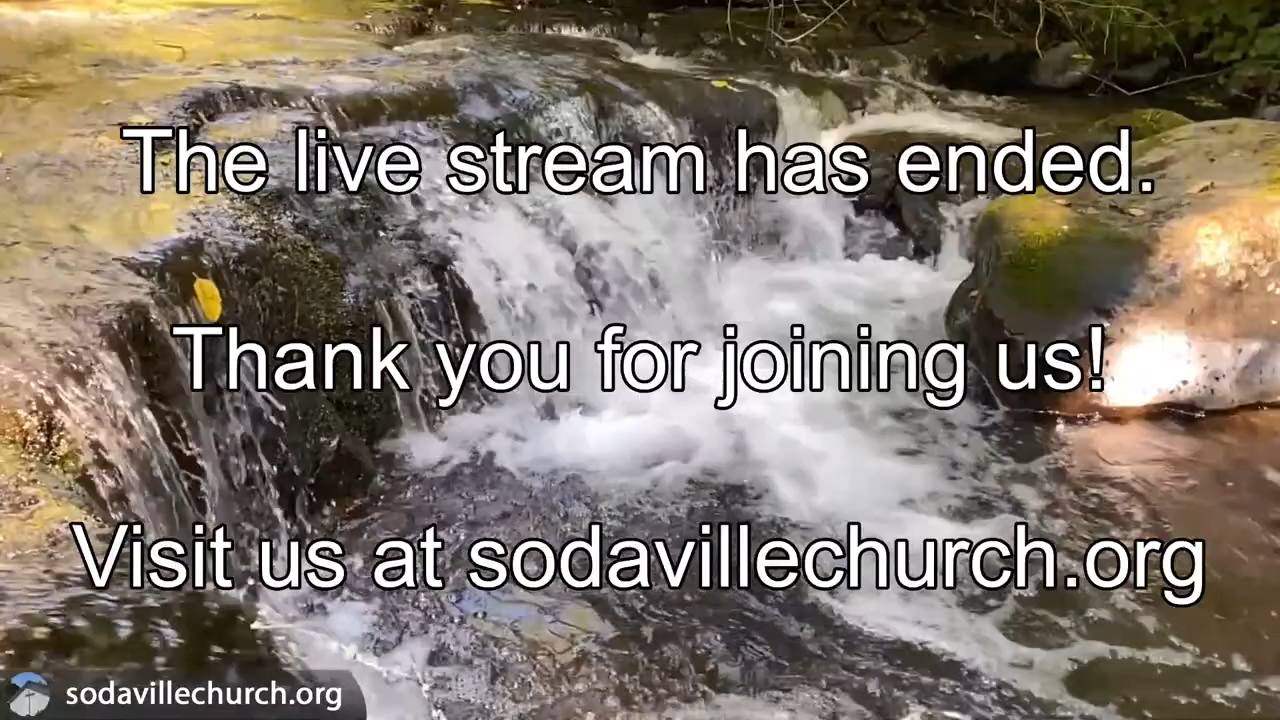 The live stream has ended.
Thank you for joining us!
Visit us at sodavillechurch.org
sodavillechurch.org